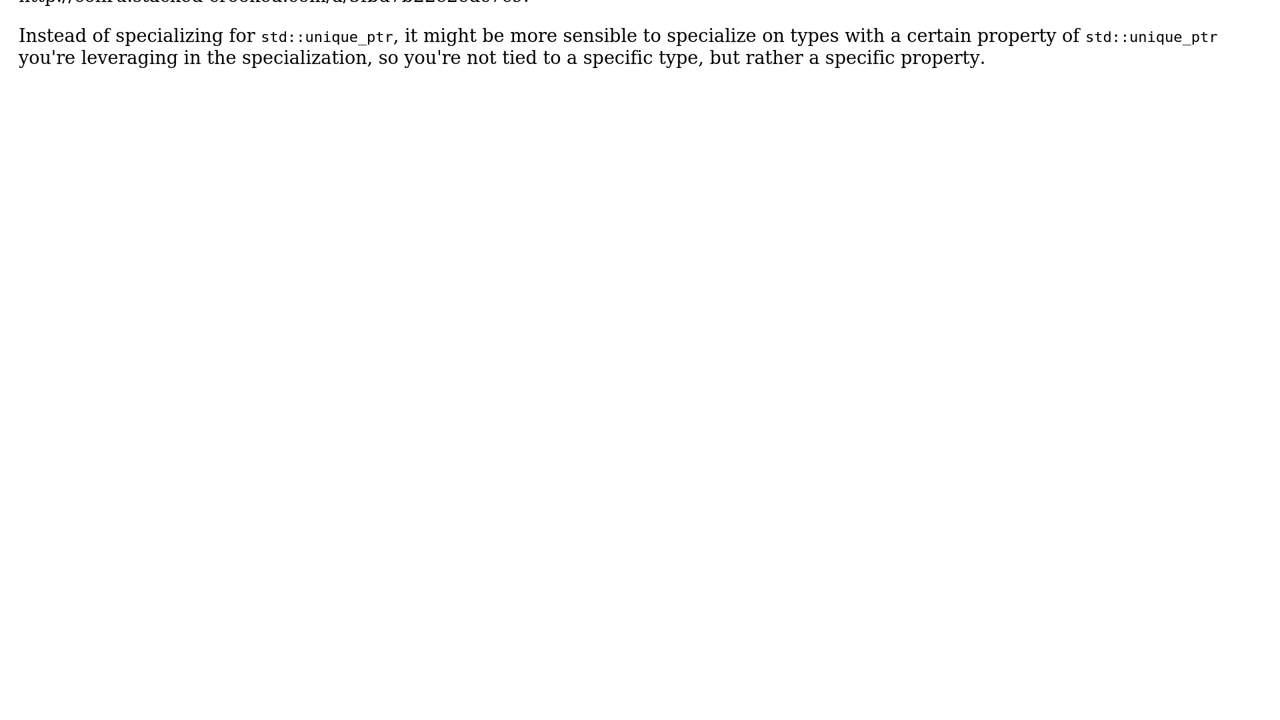 Instead of specializing for std::unique_ptr, it might be more sensible to specialize on types with a certain property of std::unique_ptr
you're leveraging in the specialization, so you're not tied to a specific type, but rather a specific property.